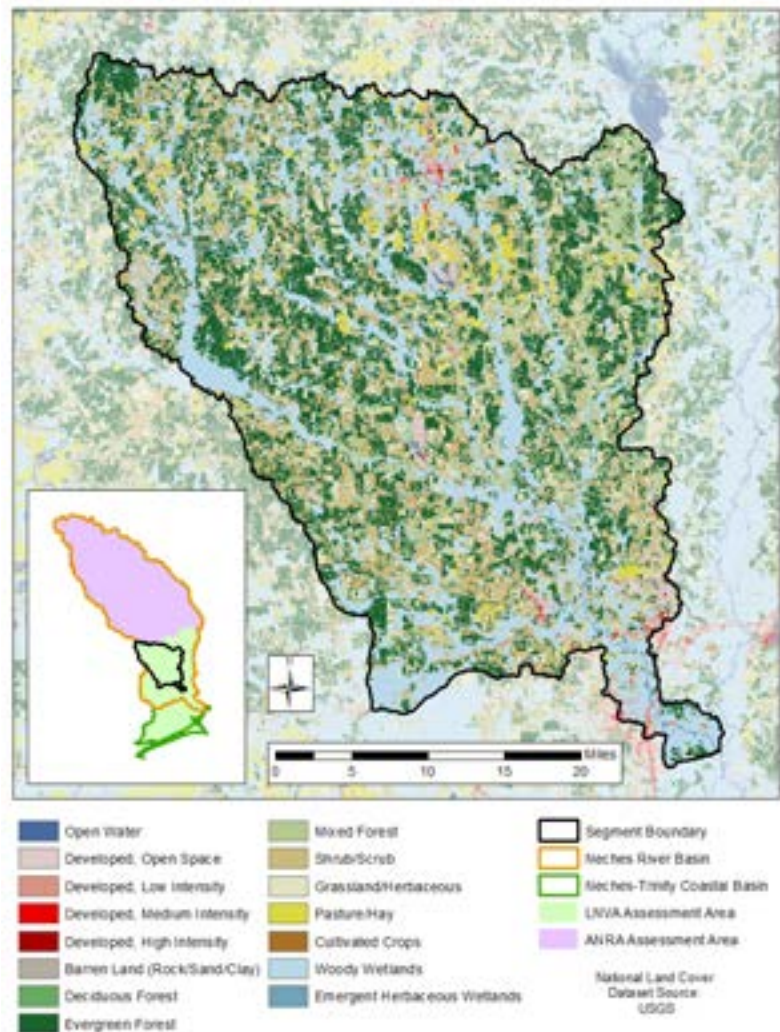 Miles
0 5 10 15 20
Open Water
Developed, Open Space
Developed, Low Intensity
Developed, Medium Intensity
Developed, High Intensity
Barren Land (Rock/Sand/Clay)
Deciduous Forest
Evergreen Forest
Mixed Forest
Shrub/Scrub
Grassland/Herbaceous
Pasture/Hay
Cultivated Crops
Woody Wetlands
Emergent Herbaceous Wetlands
Segment Boundary
Neches River Basin
Neches-Trinity Coastal Basin
LNVA Assessment Area
ANRA Assessment Area
National Land Cover
Dataset Source:
USGS